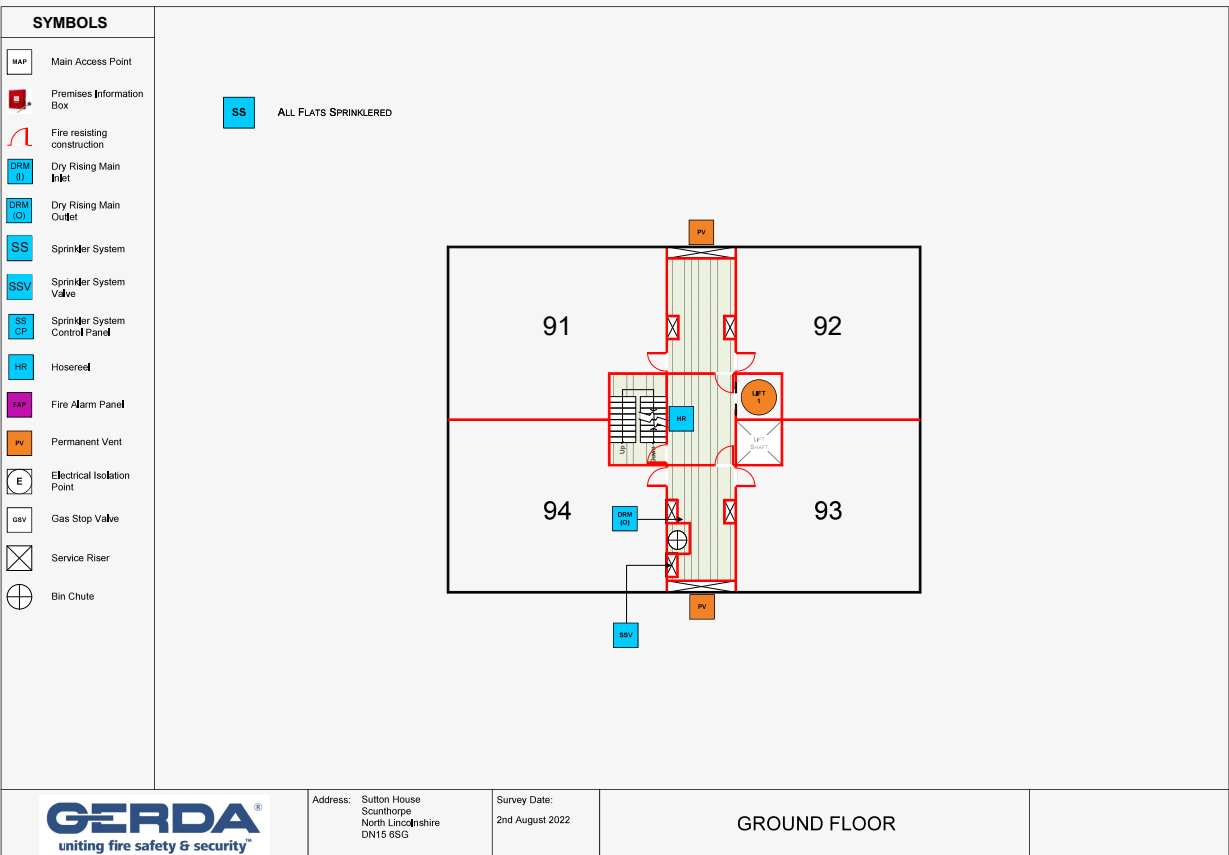 SYMBOLS
MAP
Main Access Point
Premises Information
Box
Fire resisting
construction
DRM
(I)
Dry Rising Main
Inlet
DRM
(O)
Dry Rising Main
Outlet
SS
Sprinkler System
SSV
Sprinkler System
Valve
SS
CP
Sprinkler System
Control Panel
HR
Hosereel
FAP
Fire Alarm Panel
PV
Permanent Vent
E
Electrical Isolation
Point
GSV
Gas Stop Valve
Service Riser
Bin Chute
SS
ALL FLATS SPRINKLERED
PV
91
92
LIFT
1
HR
LIFT
SHAFT
Up
Down
94
93
DRM
(O)
PV
SSV
GERDA®
uniting fire safety & security™
Address: Sutton House
Scunthorpe
North Lincolnshire
DN15 6SG
Survey Date:
2nd August 2022
GROUND FLOOR